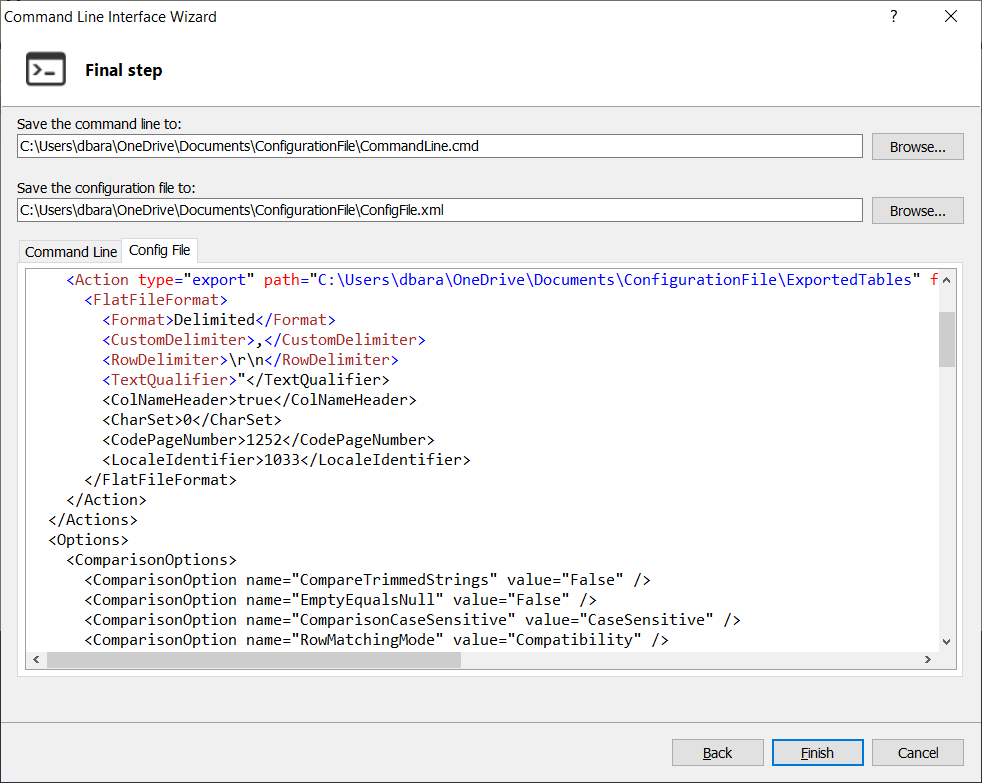 Command Line Interface Wizard ?
Final step
Save the command line to:
C:\Users\dbara\OneDrive\Documents\ConfigurationFile\CommandLine.cmd Browse...
Save the configuration file to:
C:\Users\dbara\OneDrive\Documents\ConfigurationFile\ConfigFile.xml Browse...
Command Line Config File
<Action type="export" path="C:\Users\dbara\OneDrive\Documents\ConfigurationFile\ExportedTables" f
<FlatFileFormat>
<Format>Delimited</Format>
<CustomDelimiter>,</CustomDelimiter>
<RowDelimiter>\r\n</RowDelimiter>
<TextQualifier>"</TextQualifier>
<ColNameHeader>true</ColNameHeader>
<CharSet>0</CharSet>
<CodePageNumber>1252</CodePageNumber>
<LocaleIdentifier>1033</LocaleIdentifier>
</FlatFileFormat>
</Action>
</Actions>
<Options>
<ComparisonOptions>
<ComparisonOption name="CompareTrimmedStrings" value="False" />
<ComparisonOption name="EmptyEqualsNull" value="False" />
<ComparisonOption name="ComparisonCaseSensitive" value="CaseSensitive" />
<ComparisonOption name="RowMatchingMode" value="Compatibility" />
Back Finish Cancel